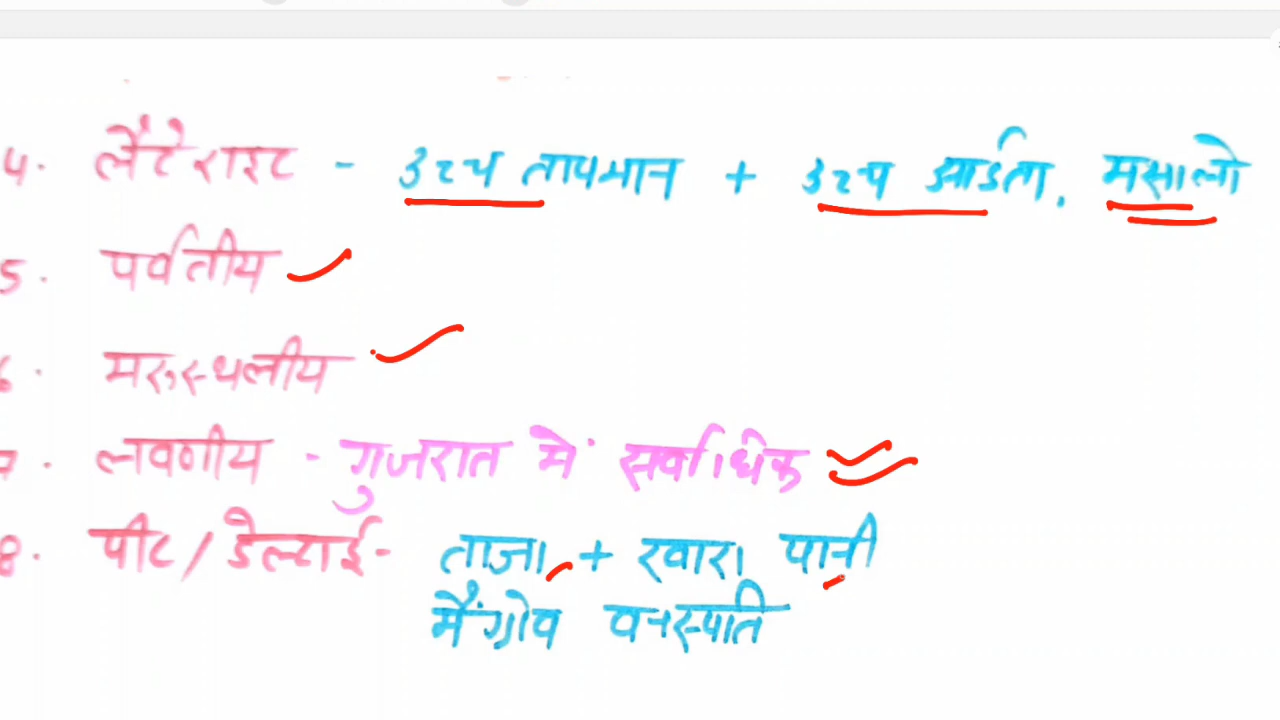 4. लैटेराइट - उच्च तापमान + उच्च आर्द्रता, मसालो
5. पर्वतीय
6. मरुस्थलीय
7. लवणीय - गुजरात में सर्वाधिक
8. पीट/डेल्टाई- ताजा + खारा पानी
मैंग्रोव वनस्पति